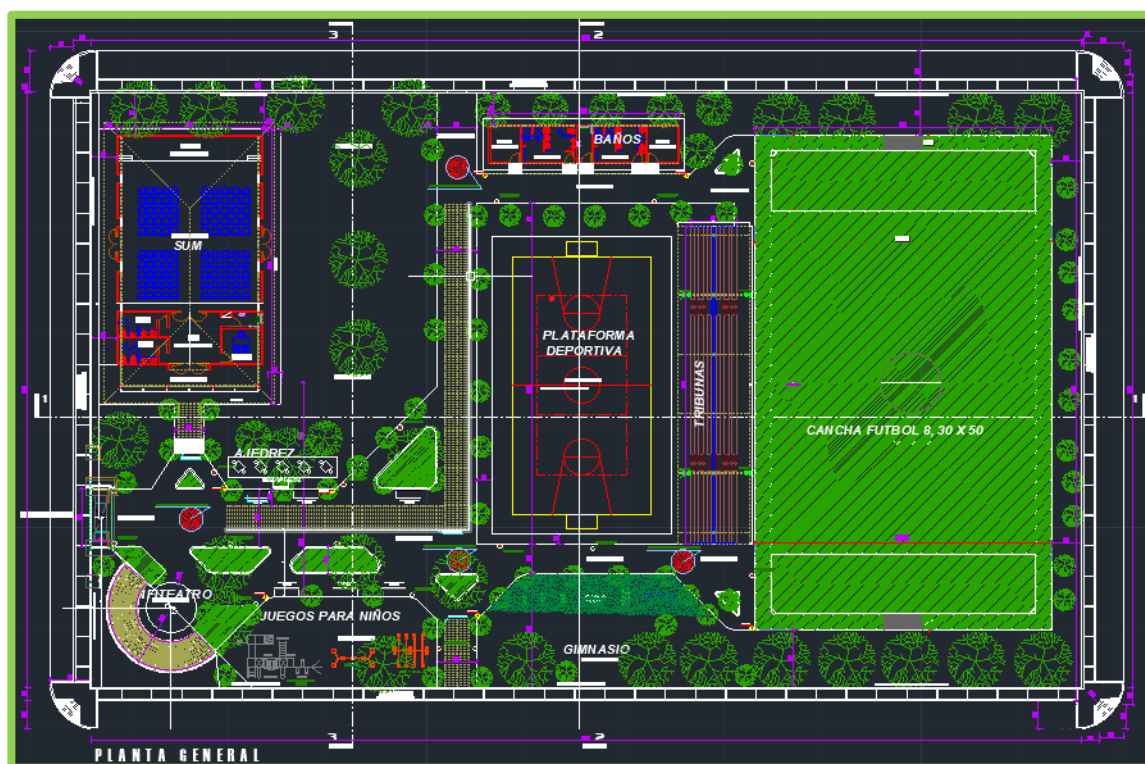 3
2
BAÑOS
SUM
PLATAFORMA
DEPORTIVA
TRIBUNAS
1
1
CANCHA FUTBOL 8, 30 X 50
AJEDREZ
JUEGOS PARA NIÑOS
GIMNASIO
3
2
PLANTA GENERAL